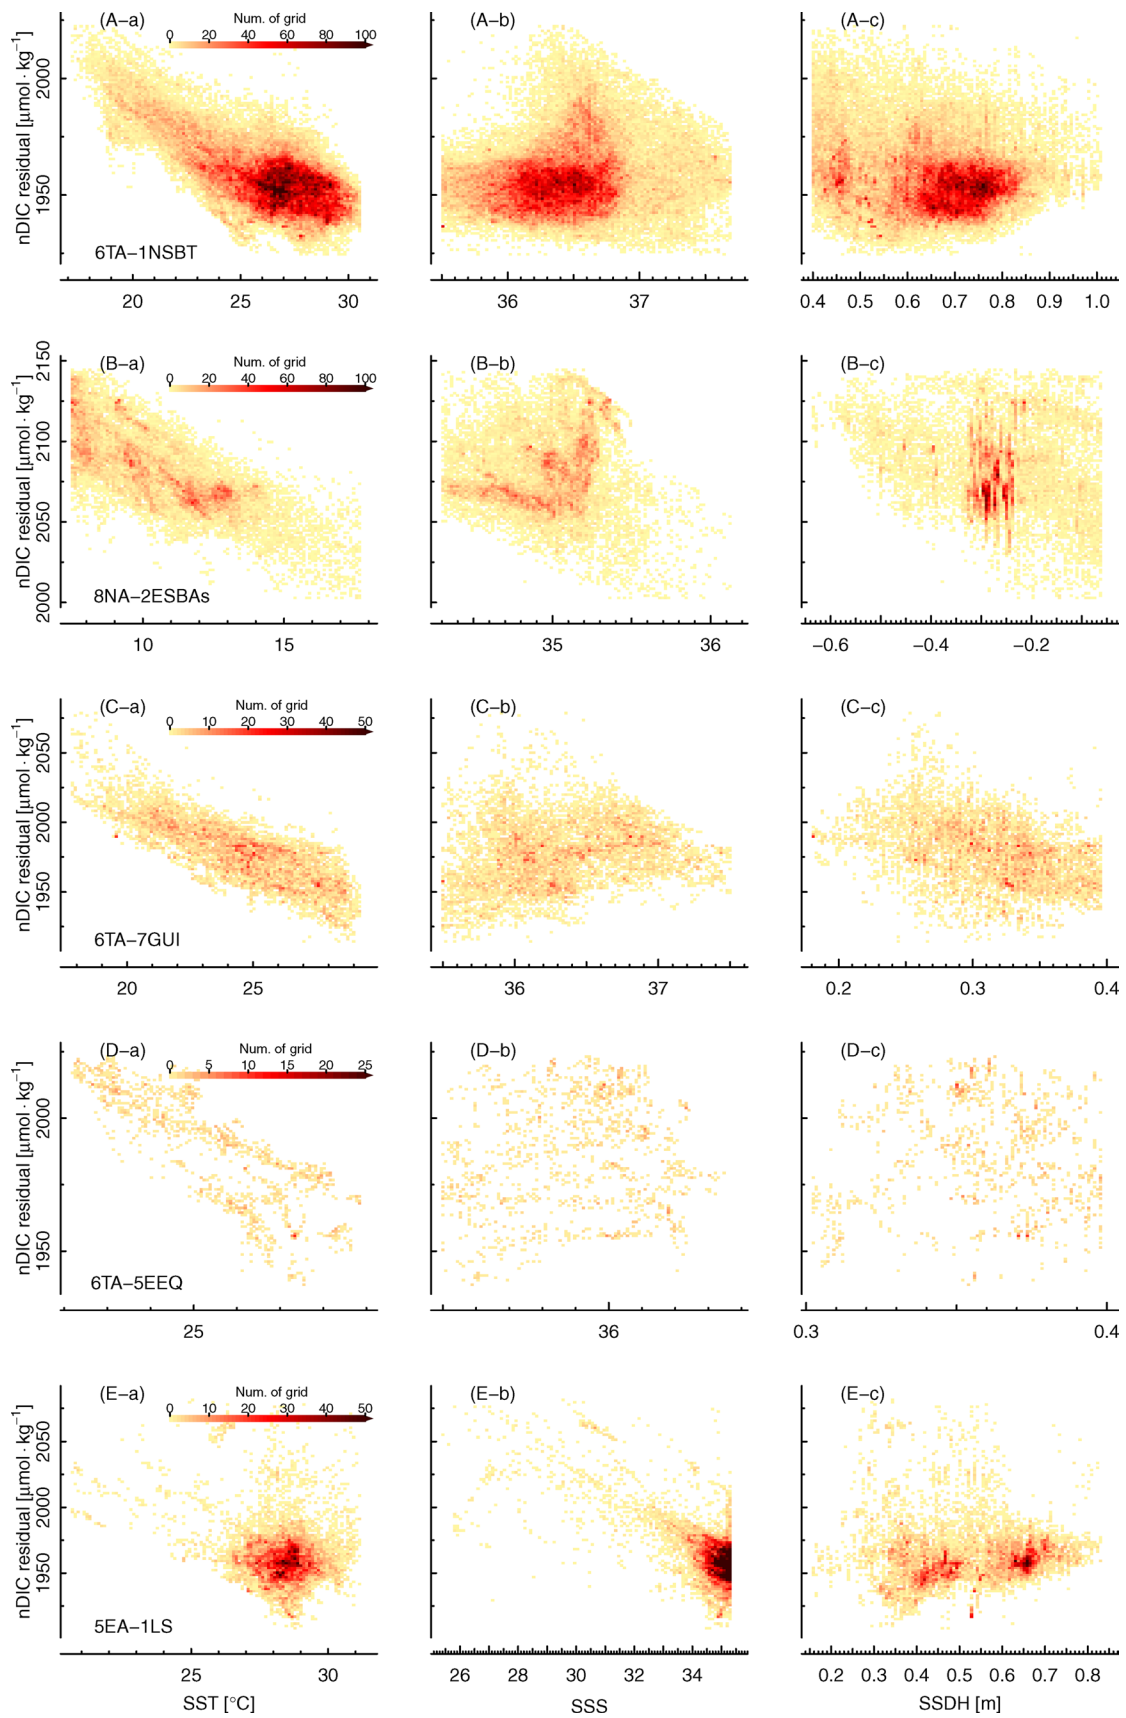 (A−a) Num. of grid (A−b) (A−c)
0 20 40 60 80 100
nDIC residual [μmol·kg−1]
2000
1950
6TA−1NSBT
20 25 30
36 37
0.4 0.5 0.6 0.7 0.8 0.9 1.0
(B−a) Num. of grid (B−b) (B−c)
0 20 40 60 80 100
nDIC residual [μmol·kg−1]
2150
2100
2050
2000
8NA−2ESBAs
10 15
35 36
−0.6 −0.4 −0.2
(C−a) Num. of grid (C−b) (C−c)
0 10 20 30 40 50
nDIC residual [μmol·kg−1]
2050
2000
1950
6TA−7GUI
20 25
36 37
0.2 0.3 0.4
(D−a) Num. of grid (D−b) (D−c)
0 5 10 15 20 25
nDIC residual [μmol·kg−1]
2000
1950
6TA−5EEQ
25
36
0.3 0.4
(E−a) Num. of grid (E−b) (E−c)
0 10 20 30 40 50
nDIC residual [μmol·kg−1]
2050
2000
1950
5EA−1LS
25 30
26 28 30 32 34
0.2 0.3 0.4 0.5 0.6 0.7 0.8
SST [°C] SSS SSDH [m]